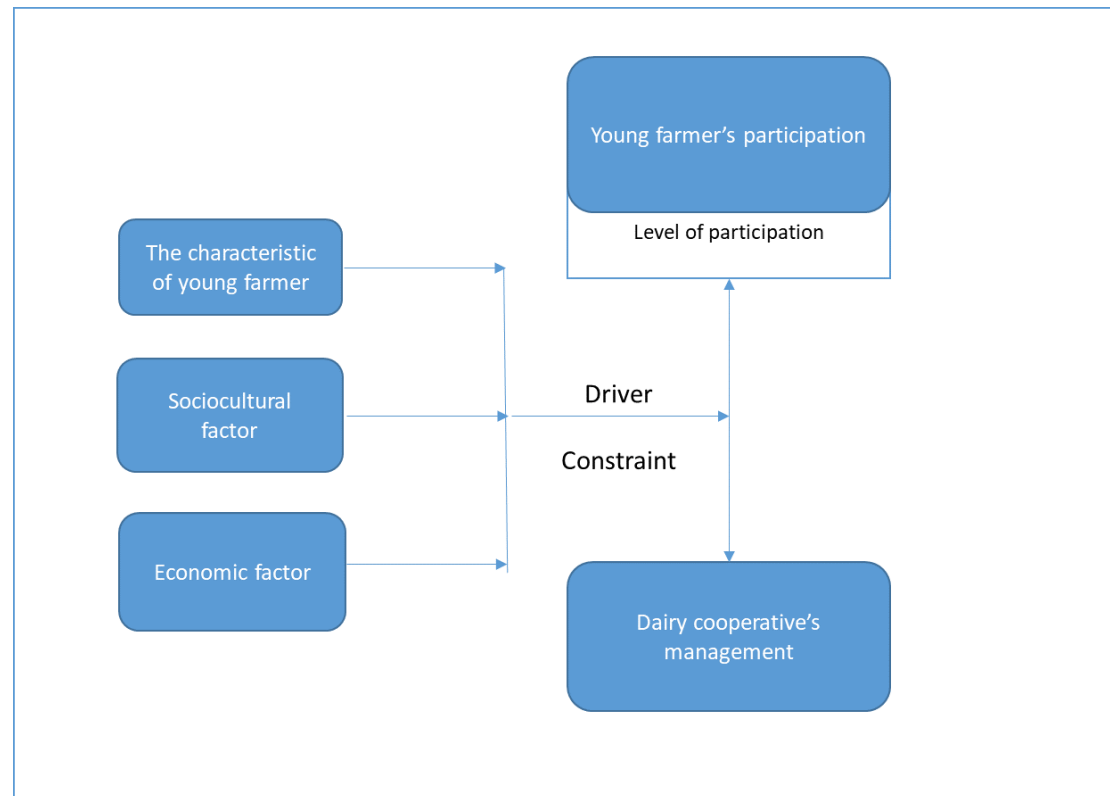 Young farmer’s participation
Level of participation
The characteristic
of young farmer
Sociocultural
factor
Economic factor
Driver
Constraint
Dairy cooperative’s
management